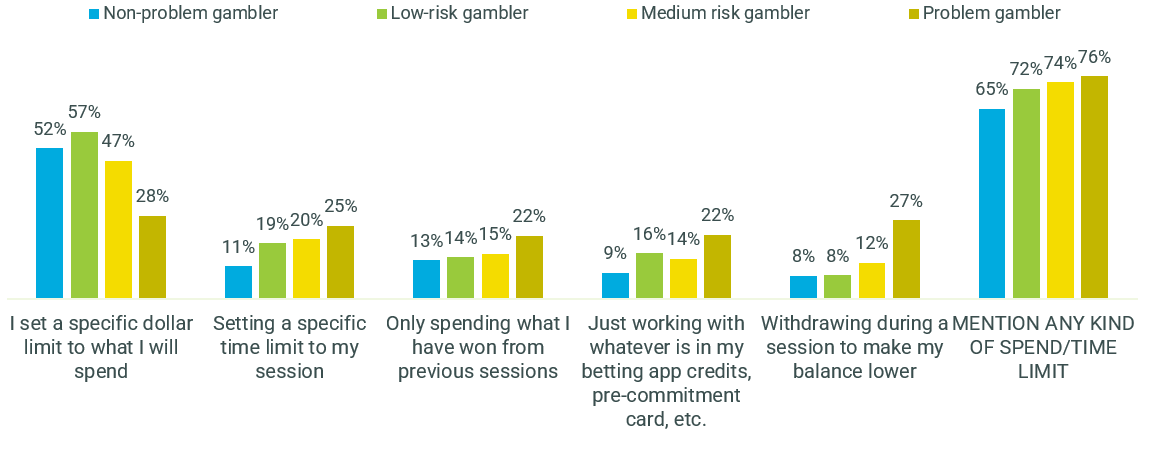 Non-problem gambler Low-risk gambler Medium risk gambler Problem gambler
52% 57% 47% 28%
11% 19% 20% 25%
13% 14% 15% 22%
9% 16% 14% 22%
8% 8% 12% 27%
65% 72% 74% 76%
I set a specific dollar
limit to what I will
spend
Setting a specific
time limit to my
session
Only spending what I
have won from
previous sessions
Just working with
whatever is in my
betting app credits,
pre-commitment
card, etc.
Withdrawing during a
session to make my
balance lower
MENTION ANY KIND
OF SPEND/TIME
LIMIT